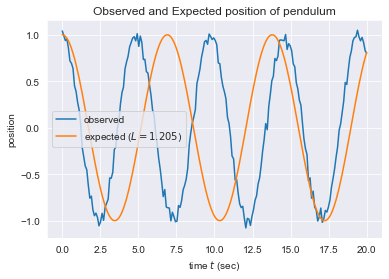 Observed and Expected position of pendulum
1.0
0.5
0.0
−0.5
−1.0
position
observed
expected (L = 1.205)
0.0 2.5 5.0 7.5 10.0 12.5 15.0 17.5 20.0
time t (sec)